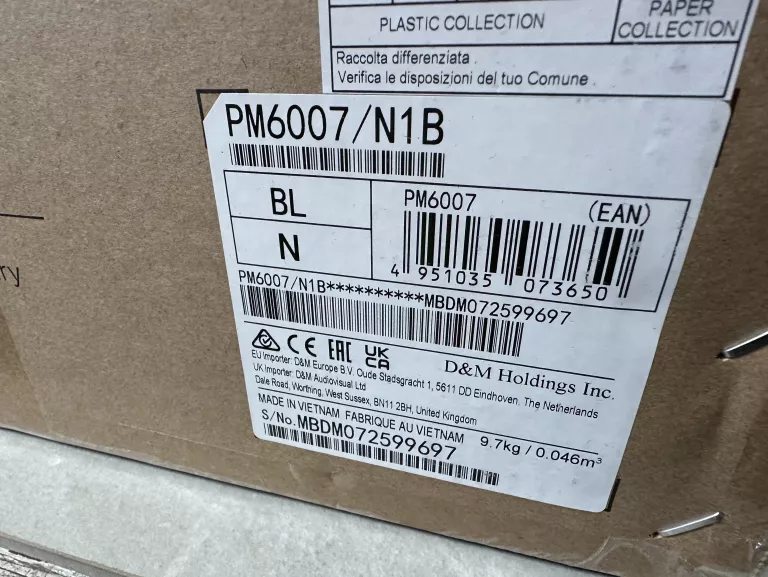 PLASTIC COLLECTION
PAPER
COLLECTION
Raccolta differenziata .
Verifica le disposizioni del tuo Comune .
PM6007/N1B
BL
N
PM6007
(EAN)
4 951035 073650
PM6007/N1B**********MBDM072599697
CE EAC UK
CA
D&M Holdings Inc.
EU Importer: D&M Europe B.V. Oude Stadsgracht 1, 5611 DD Eindhoven, The Netherlands
UK Importer: D&M Audiovisual Ltd
Dale Road, Worthing, West Sussex, BN11 2BH, United Kingdom
MADE IN VIETNAM FABRIQUE AU VIETNAM
9.7kg / 0.046m³
S/No.MBDM072599697
ry